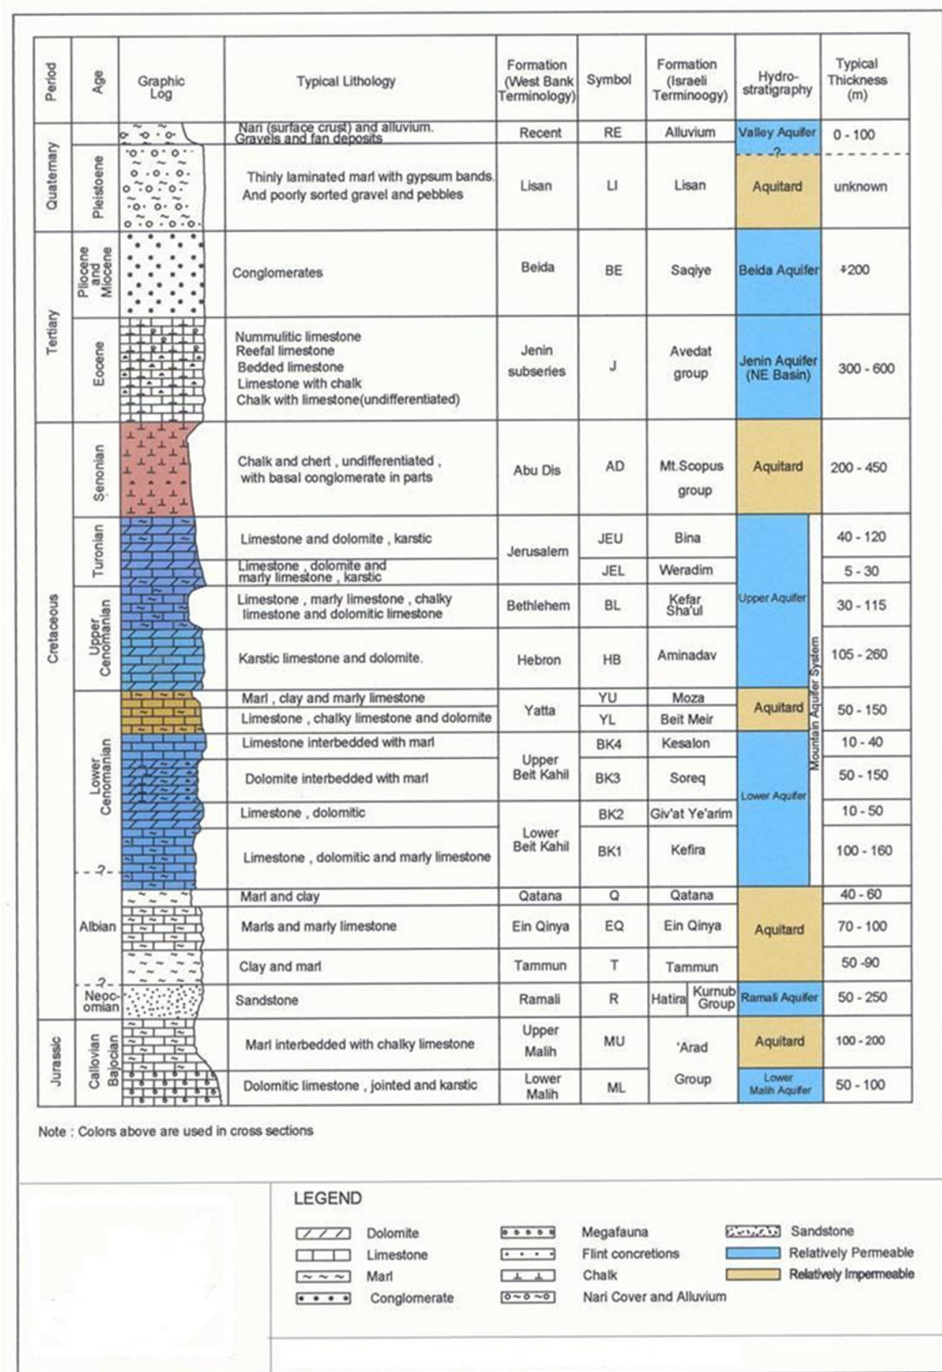 Period Age Graphic Log Typical Lithology Formation (West Bank Terminology) Symbol Formation (Israeli Terminoogy) Hydro-stratigraphy Typical Thickness (m)
Quaternary
Nari (surface crust) and alluvium. Gravels and fan deposits Recent RE Alluvium Valley Aquifer 0 - 100
?
Pleistoene Thinly laminated marl with gypsum bands. And poorly sorted gravel and pebbles Lisan LI Lisan Aquitard unknown
Tertiary
Pliocene and Miocene Conglomerates Beida BE Saqiye Beida Aquifer +200
Eocene Nummulitic limestone
Reefal limestone
Bedded limestone
Limestone with chalk
Chalk with limestone(undifferentiated)
Jenin subseries J Avedat group Jenin Aquifer (NE Basin) 300 - 600
Cretaceous
Senonian Chalk and chert , undifferentiated , with basal conglomerate in parts Abu Dis AD Mt.Scopus group Aquitard 200 - 450
Turonian Limestone and dolomite , karstic Jerusalem JEU Bina 40 - 120
Limestone , dolomite and marly limestone , karstic JEL Weradim 5 - 30
Upper Cenomanian Limestone , marly limestone , chalky limestone and dolomitic limestone Bethlehem BL Kefar Sha'ul Upper Aquifer 30 - 115
Karstic limestone and dolomite. Hebron HB Aminadav 105 - 260
Mountain Aquifer System
Lower Cenomanian
Marl , clay and marly limestone Yatta YU Moza Aquitard 50 - 150
Limestone , chalky limestone and dolomite YL Beit Meir
Limestone interbedded with marl Upper Beit Kahil BK4 Kesalon 10 - 40
Dolomite interbedded with marl BK3 Soreq Lower Aquifer 50 - 150
Limestone , dolomitic Lower Beit Kahil BK2 Giv'at Ye'arim 10 - 50
Limestone , dolomitic and marly limestone BK1 Kefira 100 - 160
?
Marl and clay Qatana Q Qatana 40 - 60
Albian Marls and marly limestone Ein Qinya EQ Ein Qinya Aquitard 70 - 100
Clay and marl Tammun T Tammun 50 -90
?
Neoc-omian Sandstone Ramali R Hatira Kurnub Group Ramali Aquifer 50 - 250
Jurassic
Callovian Bajocian
Marl interbedded with chalky limestone Upper Malih MU 'Arad Group Aquitard 100 - 200
Dolomitic limestone , jointed and karstic Lower Malih ML Lower Malih Aquifer 50 - 100
Note : Colors above are used in cross sections
LEGEND
Dolomite Megafauna Sandstone
Limestone Flint concretions Relatively Permeable
Marl Chalk Relatively Impermeable
Conglomerate Nari Cover and Alluvium